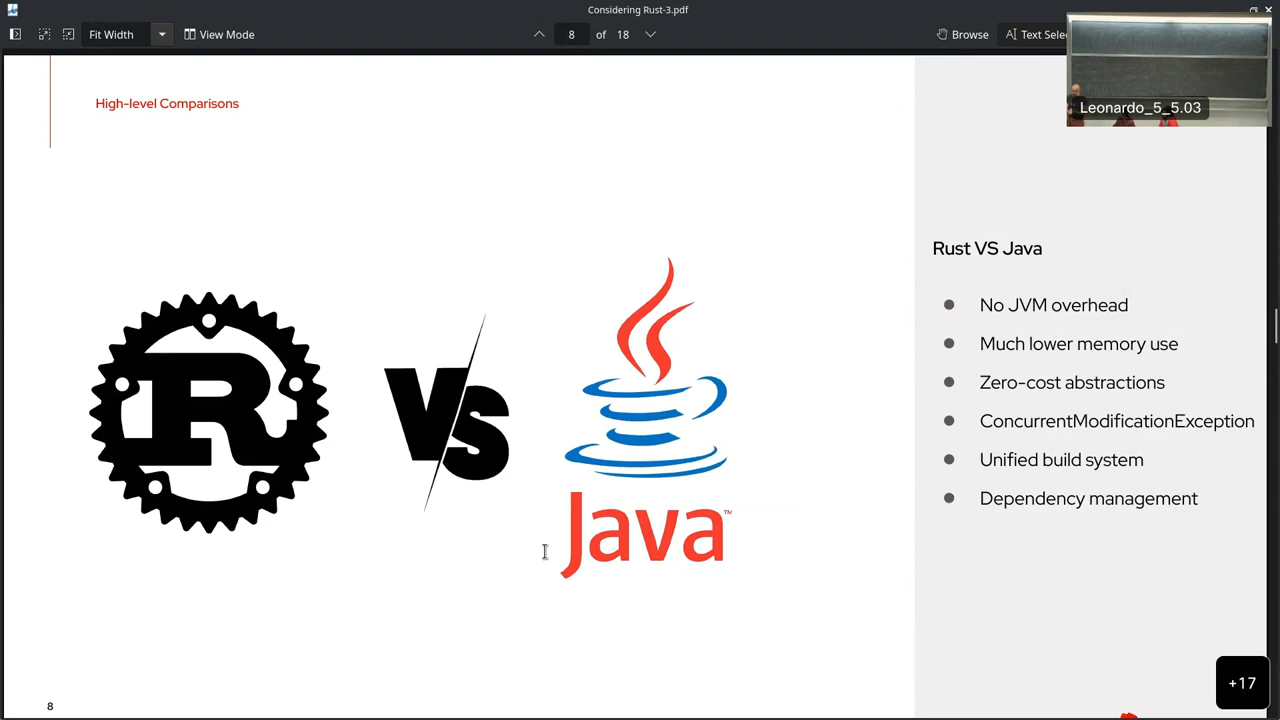 Considering Rust-3.pdf
Fit Width
View Mode
8 of 18
Browse
Text Selec
Leonardo_5_5.03
High-level Comparisons
R
VS
Java™
Rust VS Java
No JVM overhead
Much lower memory use
Zero-cost abstractions
ConcurrentModificationException
Unified build system
Dependency management
8
+17